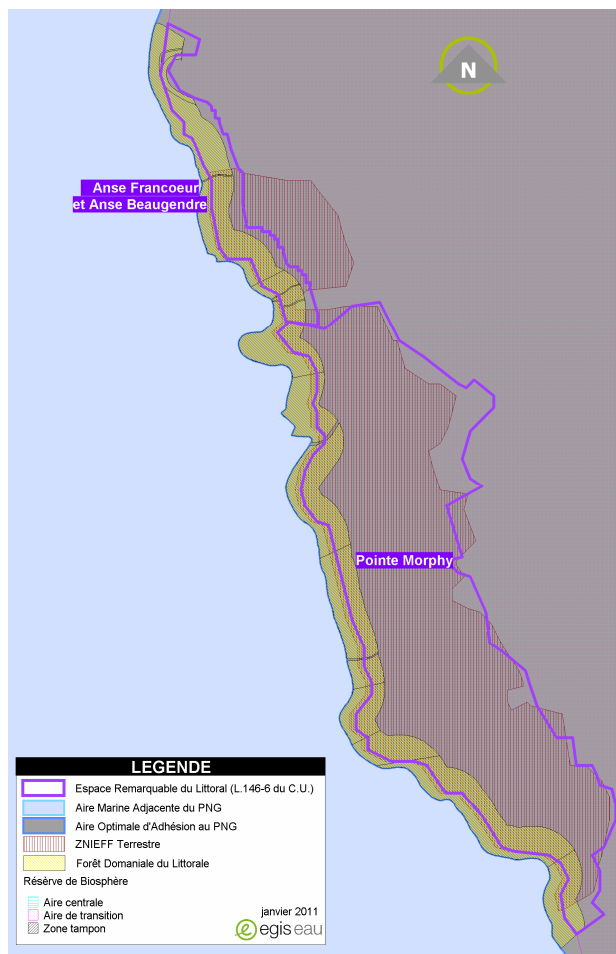 N
Anse Francoeur
et Anse Beaugendre
Pointe Morphy
LEGENDE
Espace Remarquable du Littoral (L.146-6 du C.U.)
Aire Marine Adjacente du PNG
Aire Optimale d'Adhésion au PNG
ZNIEFF Terrestre
Forêt Domaniale du Littorale
Résèrve de Biosphère
Aire centrale
Aire de transition
Zone tampon
janvier 2011
e egis eau